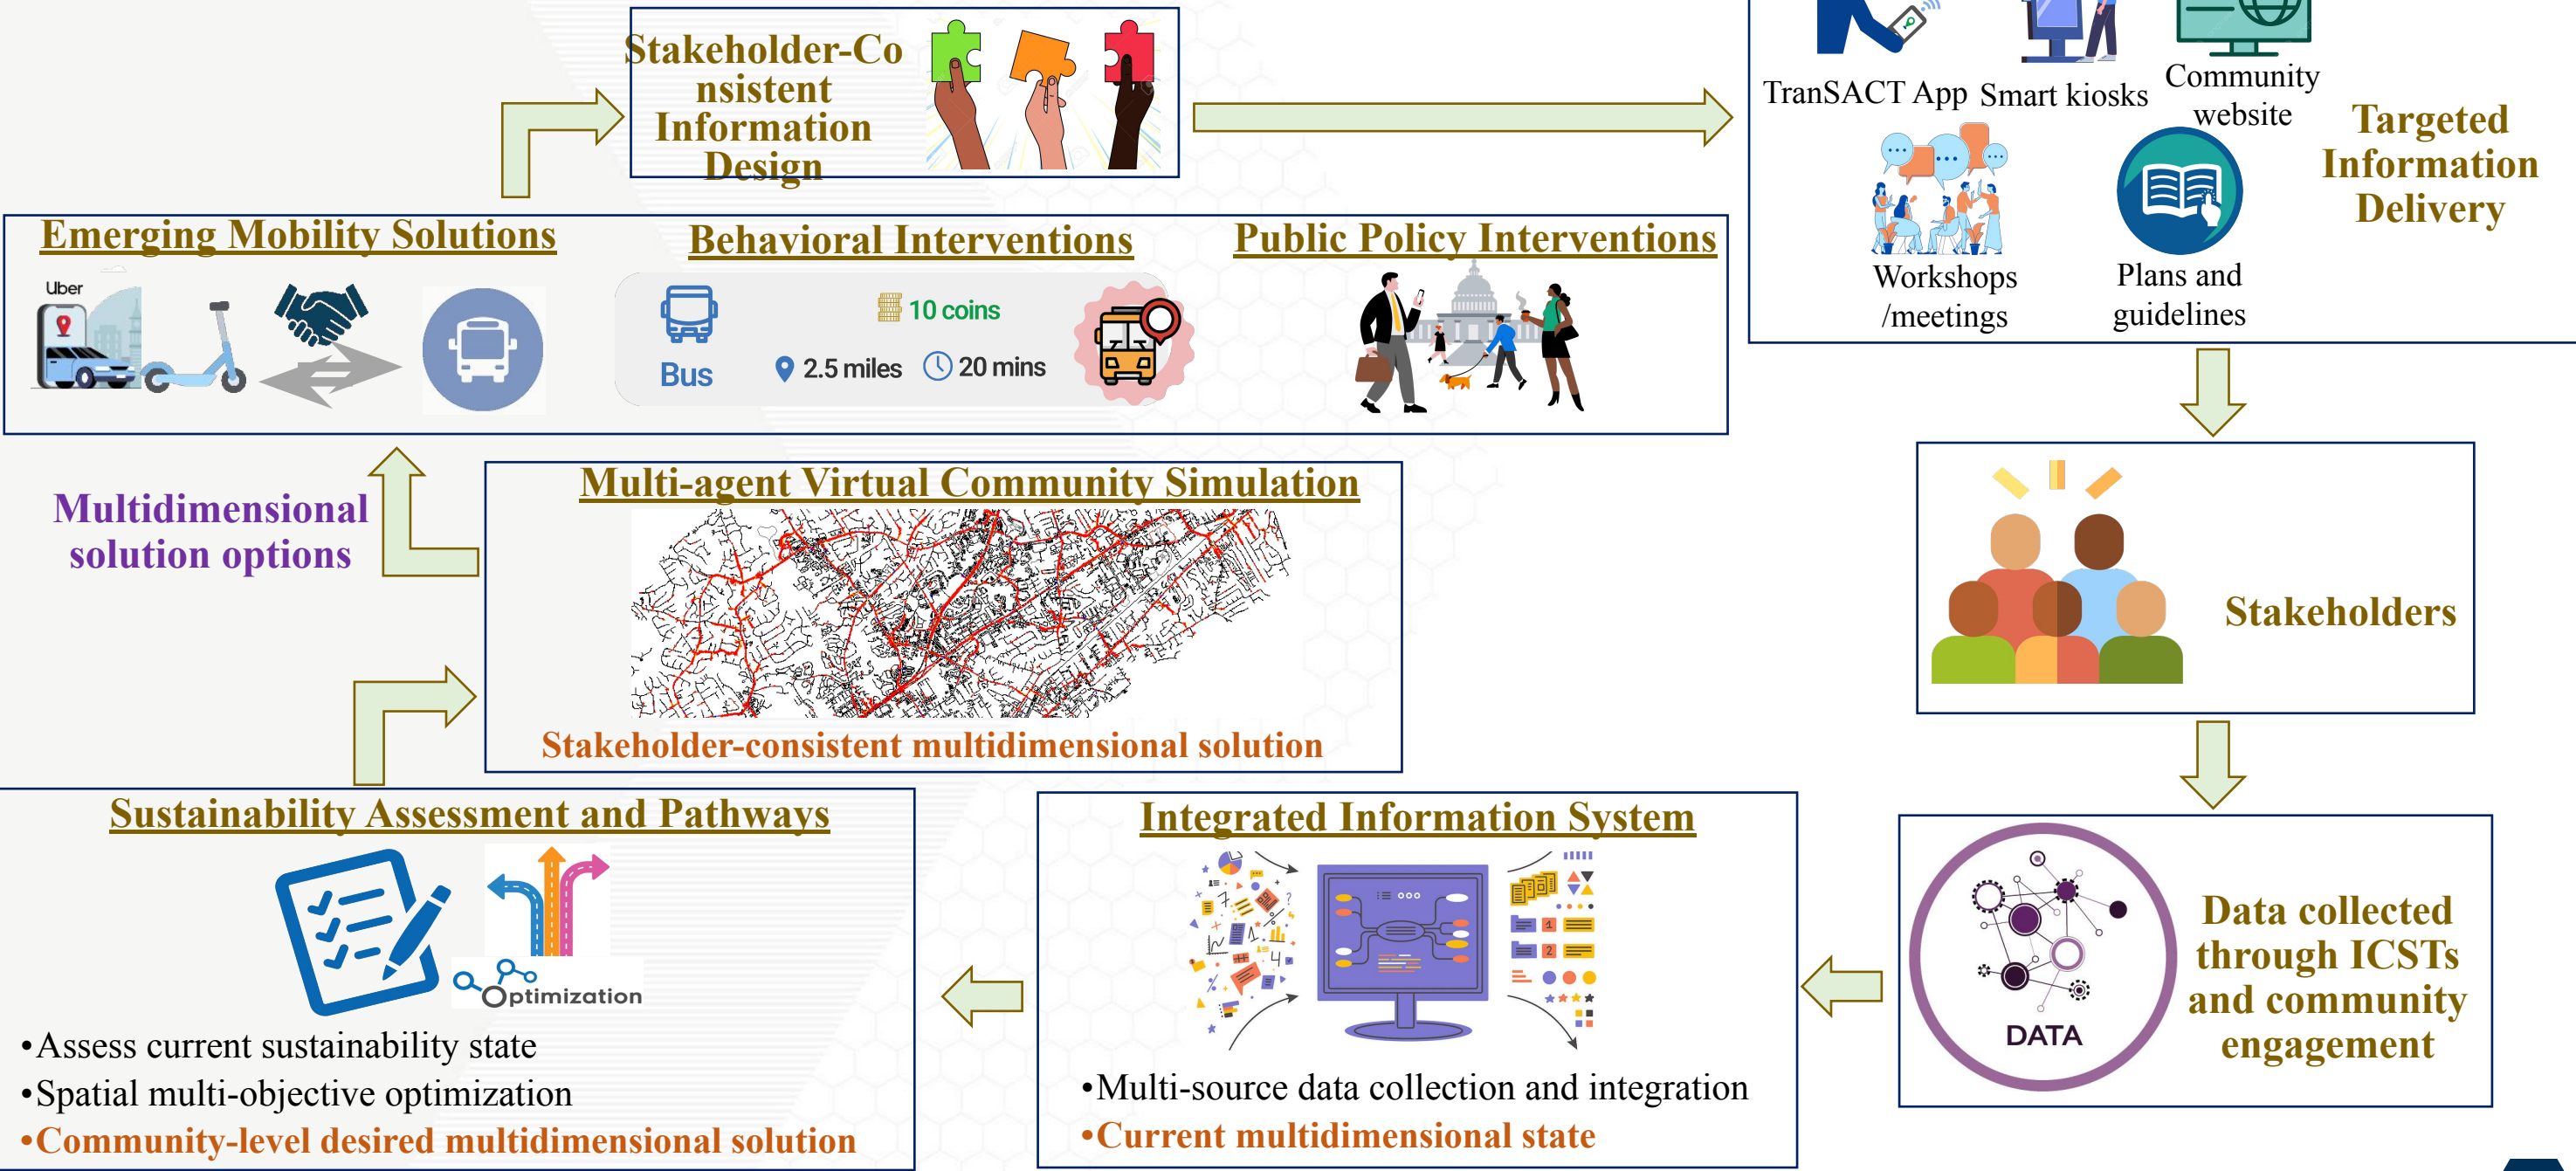 Stakeholder-Co
nsistent
Information
Design
TranSACT App
Smart kiosks
Community
website
Workshops
/meetings
Plans and
guidelines
Targeted
Information
Delivery
Emerging Mobility Solutions
Uber
Behavioral Interventions
Bus
10 coins
2.5 miles
20 mins
Public Policy Interventions
Multidimensional
solution options
Multi-agent Virtual Community Simulation
Stakeholder-consistent multidimensional solution
Stakeholders
Sustainability Assessment and Pathways
Optimization
•Assess current sustainability state
•Spatial multi-objective optimization
•Community-level desired multidimensional solution
Integrated Information System
1
2
•Multi-source data collection and integration
•Current multidimensional state
DATA
Data collected
through ICSTs
and community
engagement